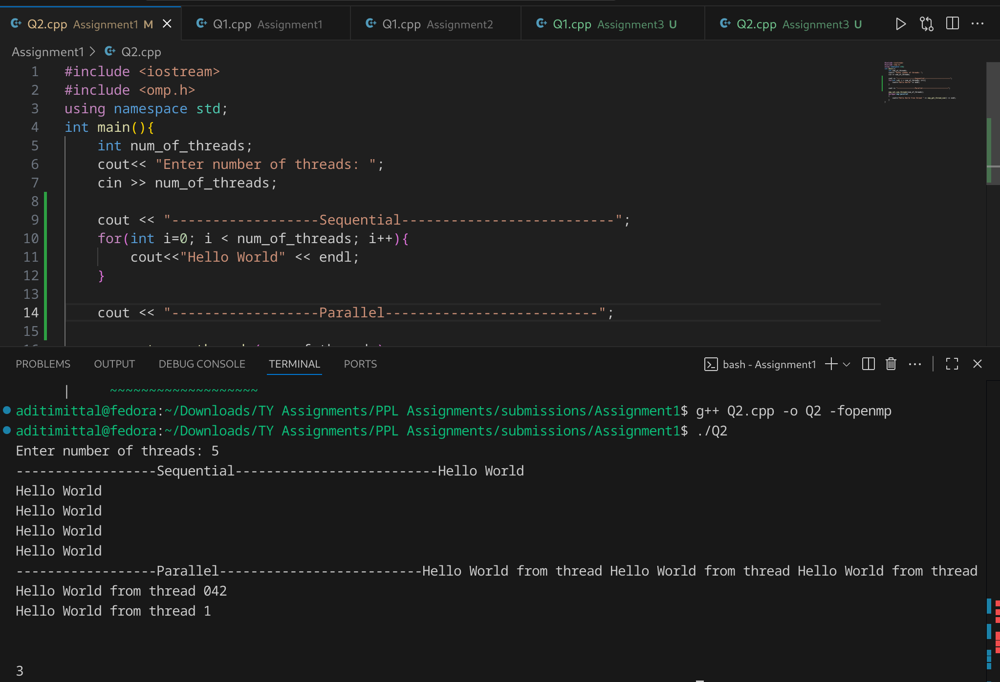 Q2.cpp Assignment1 M Q1.cpp Assignment1 Q1.cpp Assignment2 Q1.cpp Assignment3 U Q2.cpp Assignment3 U
Assignment1 > Q2.cpp
1 #include <iostream>
2 #include <omp.h>
3 using namespace std;
4 int main(){
5 int num_of_threads;
6 cout<< "Enter number of threads: ";
7 cin >> num_of_threads;
8
9 cout << "------------------Sequential--------------------------";
10 for(int i=0; i < num_of_threads; i++){
11 cout<<"Hello World" << endl;
12 }
13
14 cout << "------------------Parallel--------------------------";
15
PROBLEMS OUTPUT DEBUG CONSOLE TERMINAL PORTS bash - Assignment1
| ~~~~~~~~~~~~~~~~~~~
aditimittal@fedora:~/Downloads/TY Assignments/PPL Assignments/submissions/Assignment1$ g++ Q2.cpp -o Q2 -fopenmp
aditimittal@fedora:~/Downloads/TY Assignments/PPL Assignments/submissions/Assignment1$ ./Q2
Enter number of threads: 5
------------------Sequential--------------------------Hello World
Hello World
Hello World
Hello World
Hello World
------------------Parallel--------------------------Hello World from thread Hello World from thread Hello World from thread
Hello World from thread 042
Hello World from thread 1
3